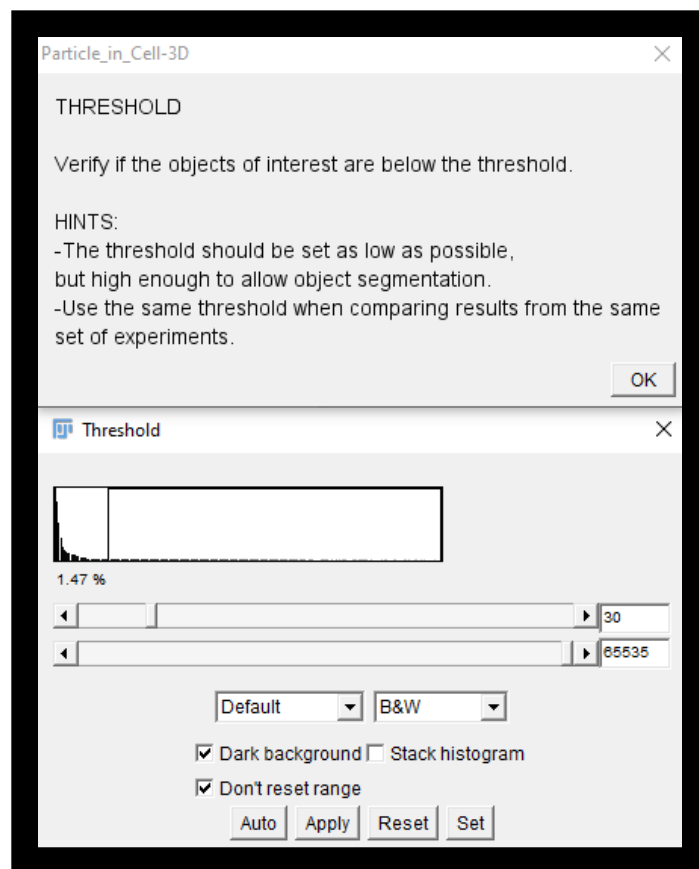 Particle_in_Cell-3D
THRESHOLD
Verify if the objects of interest are below the threshold.
HINTS:
-The threshold should be set as low as possible,
but high enough to allow object segmentation.
-Use the same threshold when comparing results from the same
set of experiments.
OK
Threshold
1.47 %
30
65535
Default B&W
Dark background Stack histogram
Don't reset range
Auto Apply Reset Set